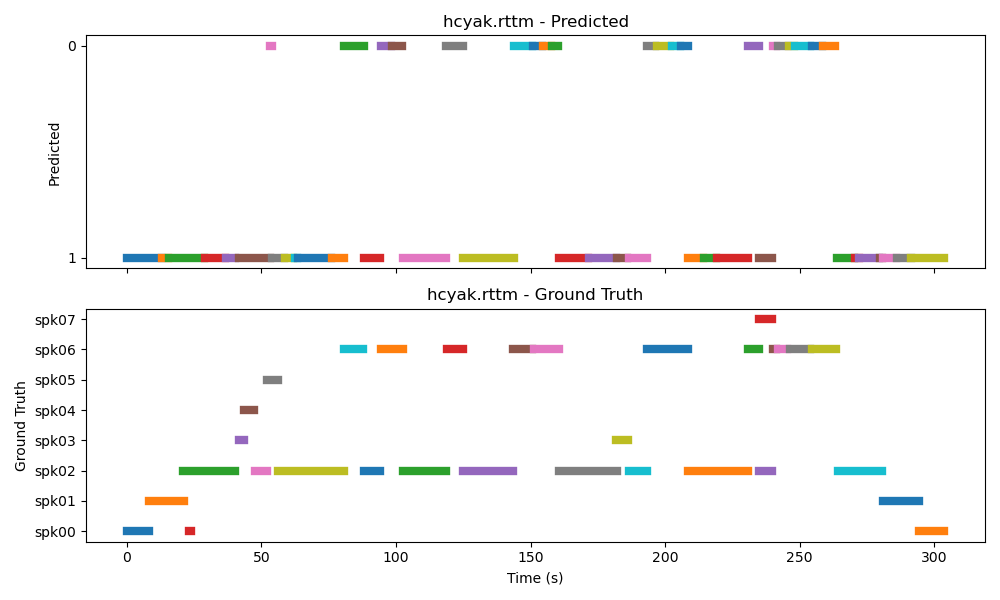 hcyak.rttm - Predicted
0
1
Predicted
hcyak.rttm - Ground Truth
spk07
spk06
spk05
spk04
spk03
spk02
spk01
spk00
Ground Truth
0 50 100 150 200 250 300
Time (s)